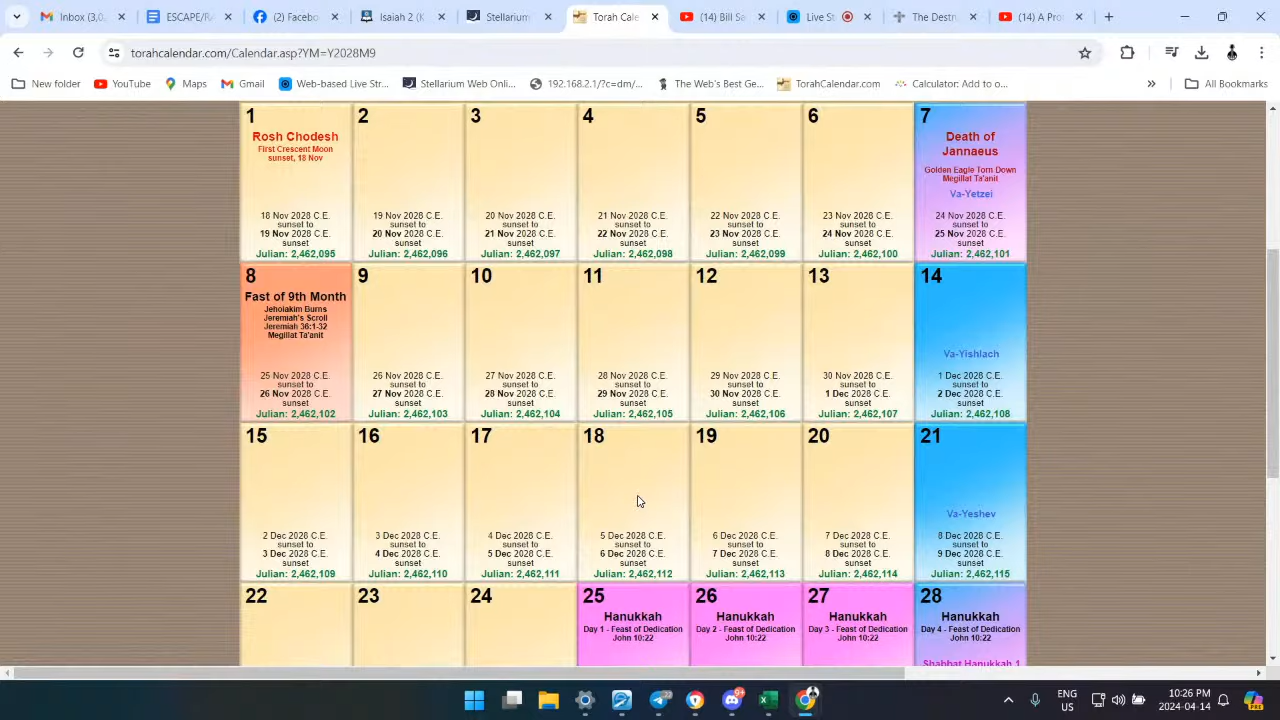 Inbox (3,0
ESCAPE/RA
(2) Facebo
Isaiah 2 (K
Stellarium
Torah Cale
(14) Bill Sa
Live St
The Destru
(14) A Pro
torahcalendar.com/Calendar.asp?YM=Y2028M9
New folder
YouTube
Maps
Gmail
Web-based Live Str...
Stellarium Web Onli...
192.168.2.1/?c=dm/...
The Web's Best Ge...
TorahCalendar.com
Calculator: Add to o...
»
All Bookmarks
1
Rosh Chodesh
First Crescent Moon
sunset, 18 Nov
18 Nov 2028 C.E.
sunset to
19 Nov 2028 C.E.
sunset
Julian: 2,462,095
2
19 Nov 2028 C.E.
sunset to
20 Nov 2028 C.E.
sunset
Julian: 2,462,096
3
20 Nov 2028 C.E.
sunset to
21 Nov 2028 C.E.
sunset
Julian: 2,462,097
4
21 Nov 2028 C.E.
sunset to
22 Nov 2028 C.E.
sunset
Julian: 2,462,098
5
22 Nov 2028 C.E.
sunset to
23 Nov 2028 C.E.
sunset
Julian: 2,462,099
6
23 Nov 2028 C.E.
sunset to
24 Nov 2028 C.E.
sunset
Julian: 2,462,100
7
Death of
Jannaeus
Golden Eagle Torn Down
Megillat Ta'anit
Va-Yetzei
24 Nov 2028 C.E.
sunset to
25 Nov 2028 C.E.
sunset
Julian: 2,462,101
8
Fast of 9th Month
Jehoiakim Burns
Jeremiah's Scroll
Jeremiah 36:1-32
Megillat Ta'anit
25 Nov 2028 C.E.
sunset to
26 Nov 2028 C.E.
sunset
Julian: 2,462,102
9
26 Nov 2028 C.E.
sunset to
27 Nov 2028 C.E.
sunset
Julian: 2,462,103
10
27 Nov 2028 C.E.
sunset to
28 Nov 2028 C.E.
sunset
Julian: 2,462,104
11
28 Nov 2028 C.E.
sunset to
29 Nov 2028 C.E.
sunset
Julian: 2,462,105
12
29 Nov 2028 C.E.
sunset to
30 Nov 2028 C.E.
sunset
Julian: 2,462,106
13
30 Nov 2028 C.E.
sunset to
1 Dec 2028 C.E.
sunset
Julian: 2,462,107
14
Va-Yishlach
1 Dec 2028 C.E.
sunset to
2 Dec 2028 C.E.
sunset
Julian: 2,462,108
15
2 Dec 2028 C.E.
sunset to
3 Dec 2028 C.E.
sunset
Julian: 2,462,109
16
3 Dec 2028 C.E.
sunset to
4 Dec 2028 C.E.
sunset
Julian: 2,462,110
17
4 Dec 2028 C.E.
sunset to
5 Dec 2028 C.E.
sunset
Julian: 2,462,111
18
5 Dec 2028 C.E.
sunset to
6 Dec 2028 C.E.
sunset
Julian: 2,462,112
19
6 Dec 2028 C.E.
sunset to
7 Dec 2028 C.E.
sunset
Julian: 2,462,113
20
7 Dec 2028 C.E.
sunset to
8 Dec 2028 C.E.
sunset
Julian: 2,462,114
21
Va-Yeshev
8 Dec 2028 C.E.
sunset to
9 Dec 2028 C.E.
sunset
Julian: 2,462,115
22
23
24
25
Hanukkah
Day 1 - Feast of Dedication
John 10:22
26
Hanukkah
Day 2 - Feast of Dedication
John 10:22
27
Hanukkah
Day 3 - Feast of Dedication
John 10:22
28
Hanukkah
Day 4 - Feast of Dedication
John 10:22
Shabbat Hanukkah 1
ENG
US
10:26 PM
2024-04-14